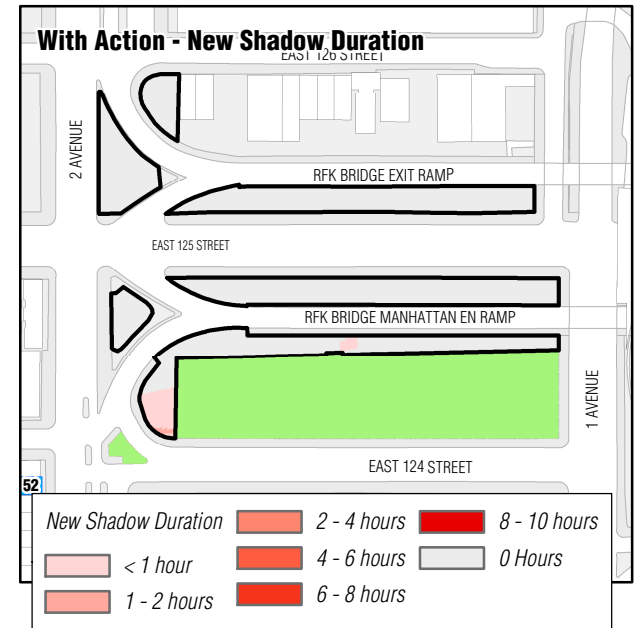 With Action - New Shadow Duration
EAST 126 STREET
2 AVENUE
RFK BRIDGE EXIT RAMP
EAST 125 STREET
RFK BRIDGE MANHATTAN EN RAMP
1 AVENUE
EAST 124 STREET
52
New Shadow Duration
< 1 hour
1 - 2 hours
2 - 4 hours
4 - 6 hours
6 - 8 hours
8 - 10 hours
0 Hours